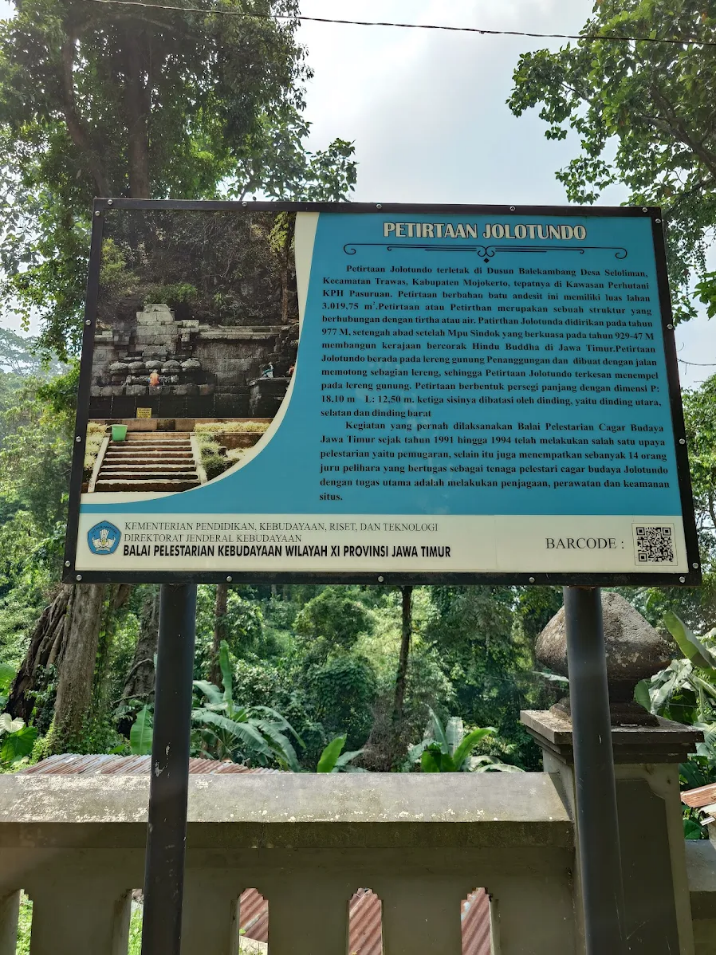 PETIRTAAN JOLOTUNDO
Petirtaan Jolotundo terletak di Dusun Balekambang Desa Seloliman,
Kecamatan Trawas, Kabupaten Mojokerto, tepatnya di Kawasan Perhutani
KPH Pasuruan. Petirtaan berbahan batu andesit ini memiliki luas lahan
3.019,75 m².Petirtaan atau Petirthan merupakan sebuah struktur yang
berhubungan dengan tirtha atau air. Patirthan Jolotunda didirikan pada tahun
977 M, setengah abad setelah Mpu Sindok yang berkuasa pada tahun 929-47 M
membangun kerajaan bercorak Hindu Buddha di Jawa Timur.Petirtaan
Jolotundo berada pada lereng gunung Penanggungan dan dibuat dengan jalan
memotong sebagian lereng, sehingga Petirtaan Jolotundo terkesan menempel
pada lereng gunung. Petirtaan berbentuk persegi panjang dengan dimensi P:
18,10 m L: 12,50 m. ketiga sisinya dibatasi oleh dinding, yaitu dinding utara,
selatan dan dinding barat
Kegiatan yang pernah dilaksanakan Balai Pelestarian Cagar Budaya
Jawa Timur sejak tahun 1991 hingga 1994 telah melakukan salah satu upaya
pelestarian yaitu pemugaran, selain itu juga menempatkan sebanyak 14 orang
juru pelihara yang bertugas sebagai tenaga pelestari cagar budaya Jolotundo
dengan tugas utama adalah melakukan penjagaan, perawatan dan keamanan
situs.
KEMENTERIAN PENDIDIKAN, KEBUDAYAAN, RISET, DAN TEKNOLOGI
DIREKTORAT JENDERAL KEBUDAYAAN
BALAI PELESTARIAN KEBUDAYAAN WILAYAH XI PROVINSI JAWA TIMUR
BARCODE :